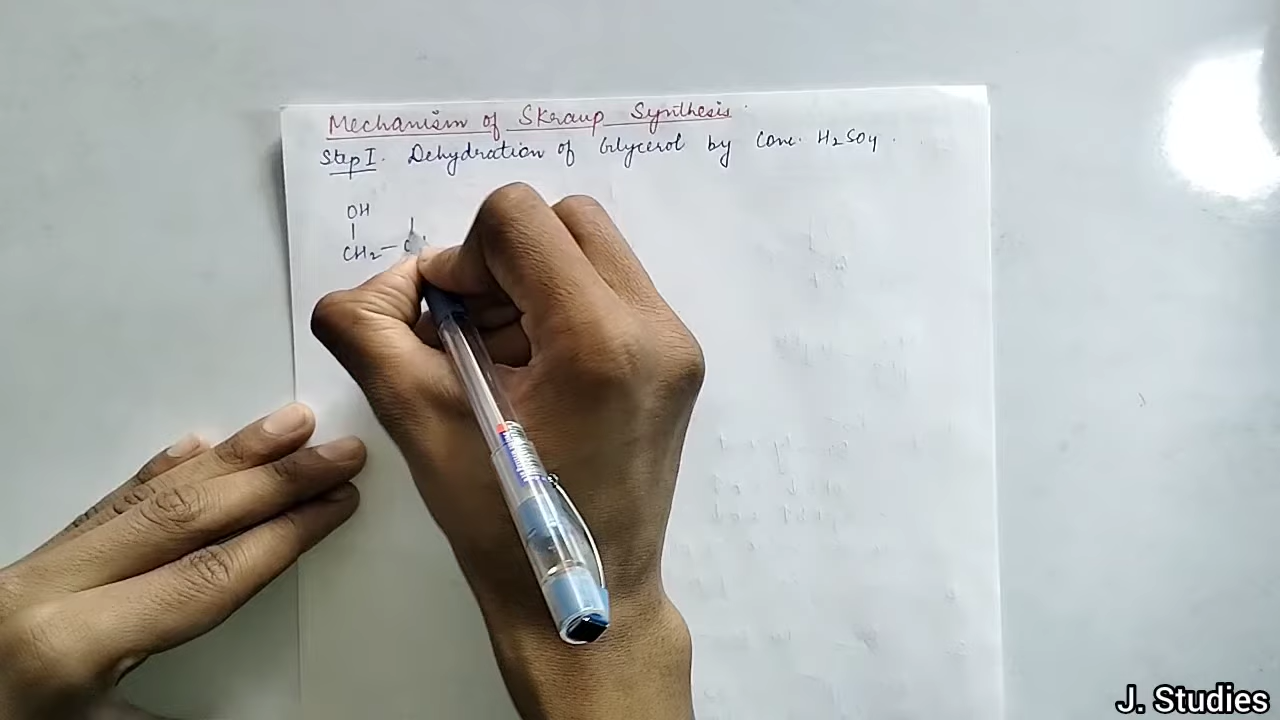 Mechanism of Skraup Synthesis
Step I. Dehydration of Glycerol by Conc. H2SO4.
OH
CH2 – C
J. Studies